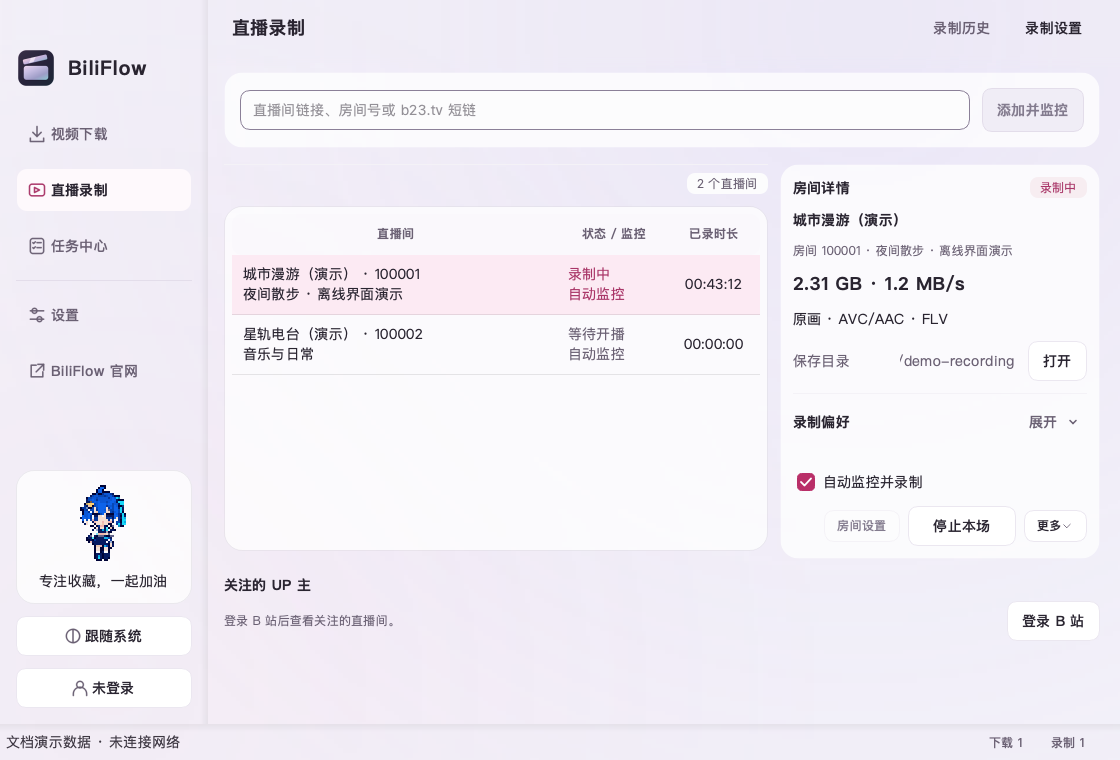 BiliFlow
视频下载
直播录制
任务中心
设置
BiliFlow 官网
专注收藏，一起加油
跟随系统
未登录
直播录制
录制历史
录制设置
直播间链接、房间号或 b23.tv 短链
添加并监控
2 个直播间
直播间
状态 / 监控
已录时长
城市漫游（演示） · 100001
夜间散步 · 离线界面演示
录制中
自动监控
00:43:12
星轨电台（演示） · 100002
音乐与日常
等待开播
自动监控
00:00:00
房间详情
录制中
城市漫游（演示）
房间 100001 · 夜间散步 · 离线界面演示
2.31 GB · 1.2 MB/s
原画 · AVC/AAC · FLV
保存目录
/demo-recording
打开
录制偏好
展开
自动监控并录制
房间设置
停止本场
更多
关注的 UP 主
登录 B 站后查看关注的直播间。
登录 B 站
文档演示数据 · 未连接网络
下载 1
录制 1